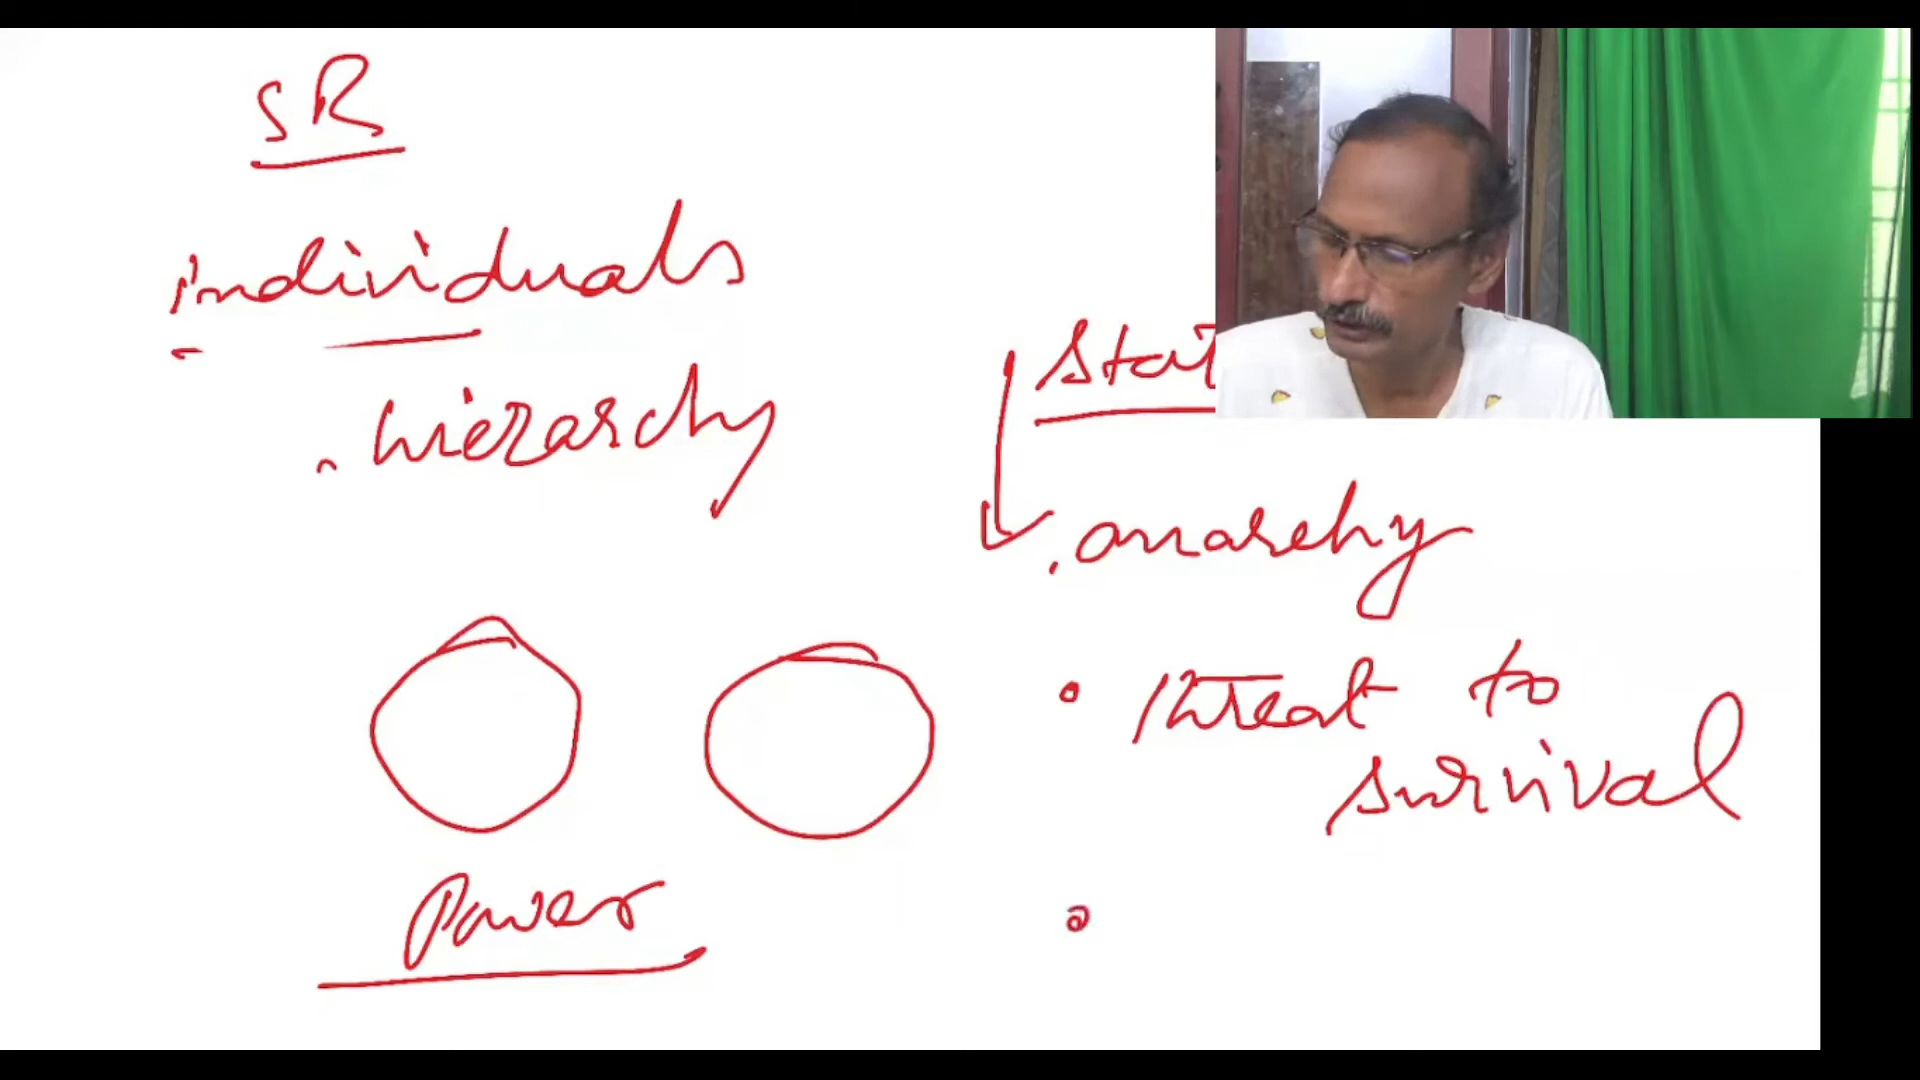 SR
individuals
. hierarchy
Stat
. anarchy
• threat to
survival
Power
•